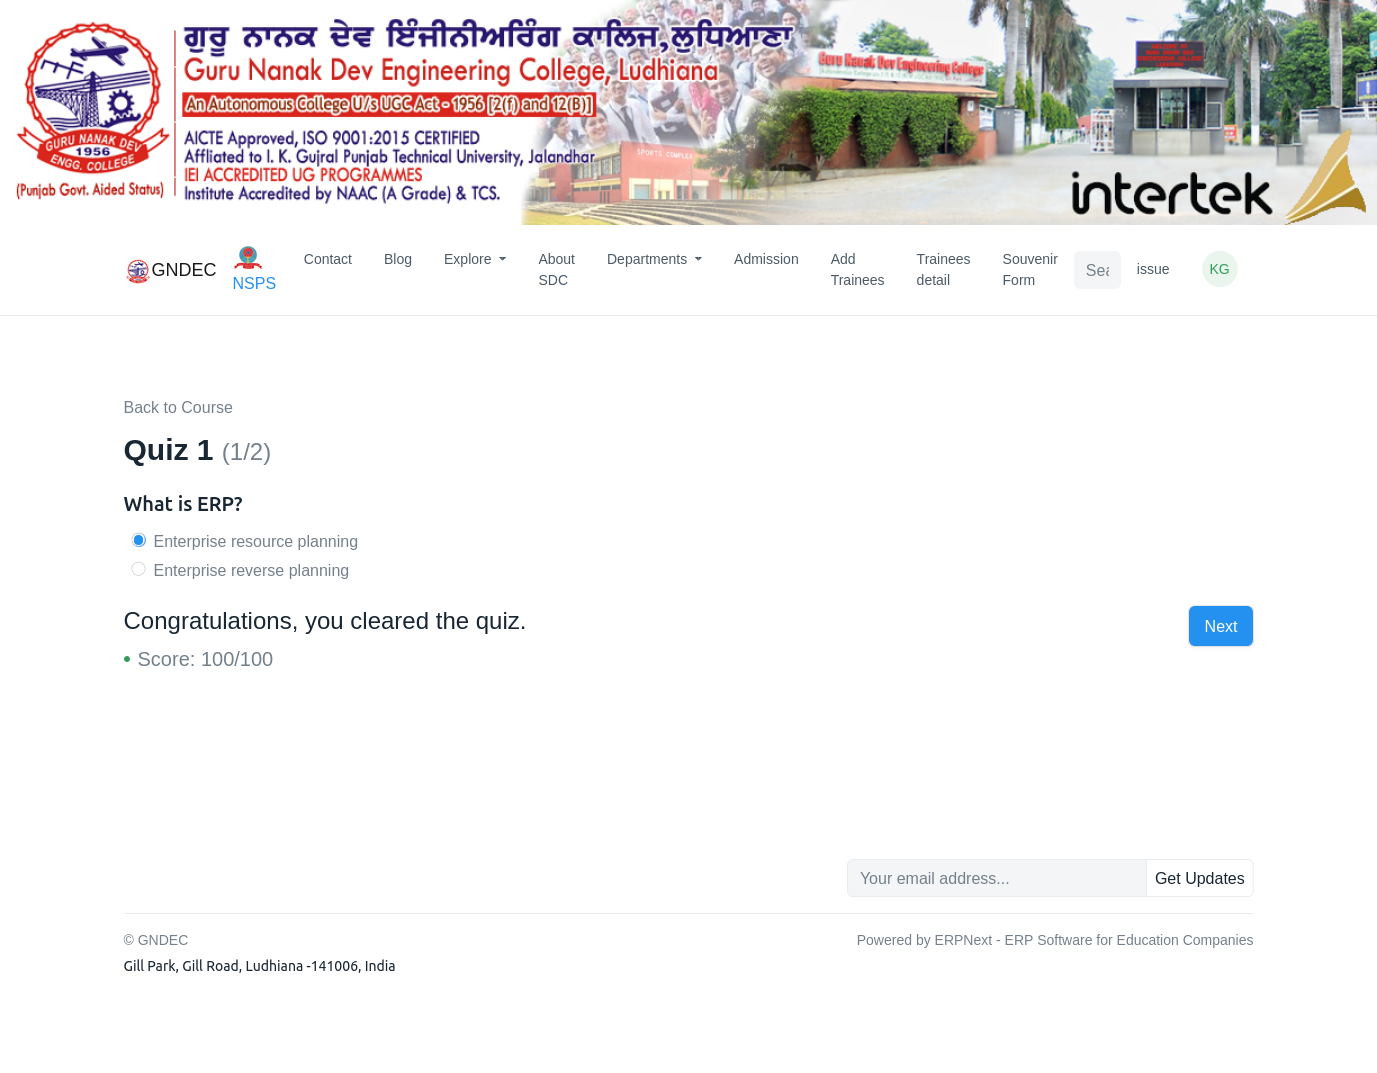 ਗੁਰੂ ਨਾਨਕ ਦੇਵ ਇੰਜੀਨੀਅਰਿੰਗ ਕਾਲਿਜ,ਲੁਧਿਆਣਾ
Guru Nanak Dev Engineering College, Ludhiana
An Autonomous College U/s UGC Act - 1956 [2(f) and 12(B)]
AICTE Approved, ISO 9001:2015 CERTIFIED
Affliated to I. K. Gujral Punjab Technical University, Jalandhar
IEI ACCREDITED UG PROGRAMMES
Institute Accredited by NAAC (A Grade) & TCS.
GURU NANAK DEV
1956
ENGG. COLLEGE
(Punjab Govt. Aided Status)
Guru Nanak Dev Engineering College
SPORTS COMPLEX
intertek
GNDEC
NSPS
Contact
Blog
Explore
About SDC
Departments
Admission
Add Trainees
Trainees detail
Souvenir Form
Sea
issue
KG
Back to Course
Quiz 1 (1/2)
What is ERP?
Enterprise resource planning
Enterprise reverse planning
Congratulations, you cleared the quiz.
Next
• Score: 100/100
Your email address...
Get Updates
© GNDEC
Powered by ERPNext - ERP Software for Education Companies
Gill Park, Gill Road, Ludhiana -141006, India